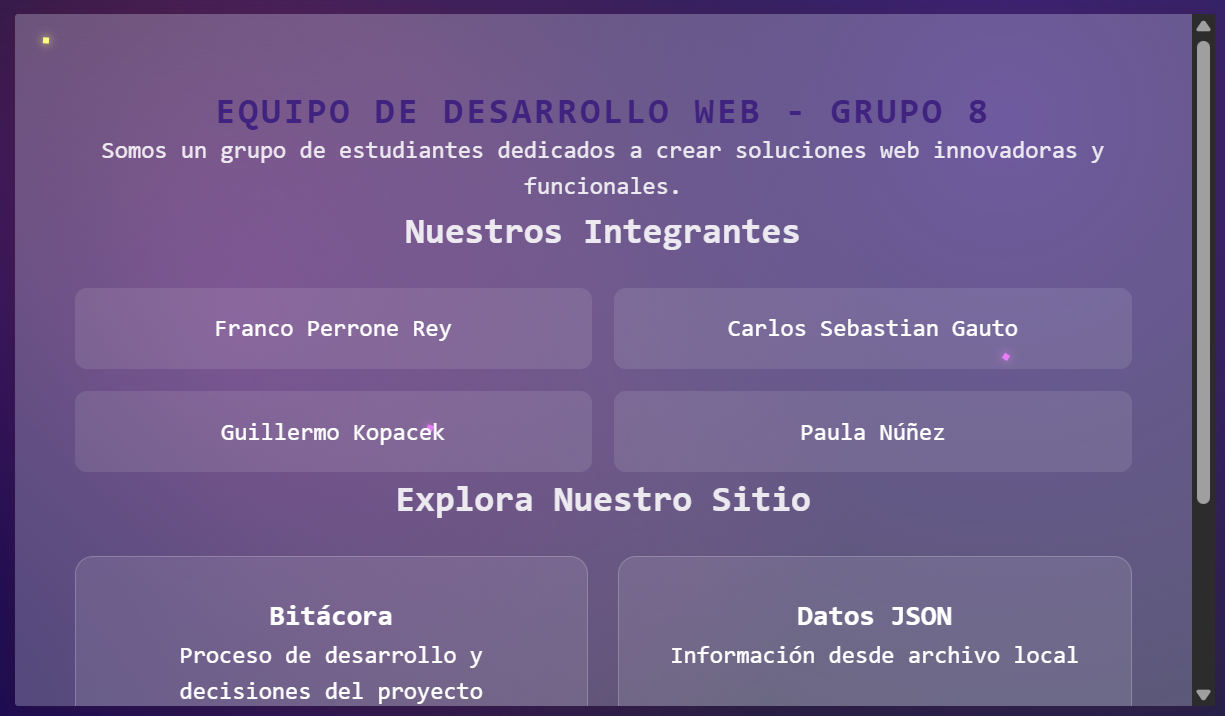 EQUIPO DE DESARROLLO WEB - GRUPO 8
Somos un grupo de estudiantes dedicados a crear soluciones web innovadoras y
funcionales.
Nuestros Integrantes
Franco Perrone Rey
Carlos Sebastian Gauto
Guillermo Kopacek
Paula Núñez
Explora Nuestro Sitio
Bitácora
Proceso de desarrollo y
decisiones del proyecto
Datos JSON
Información desde archivo local